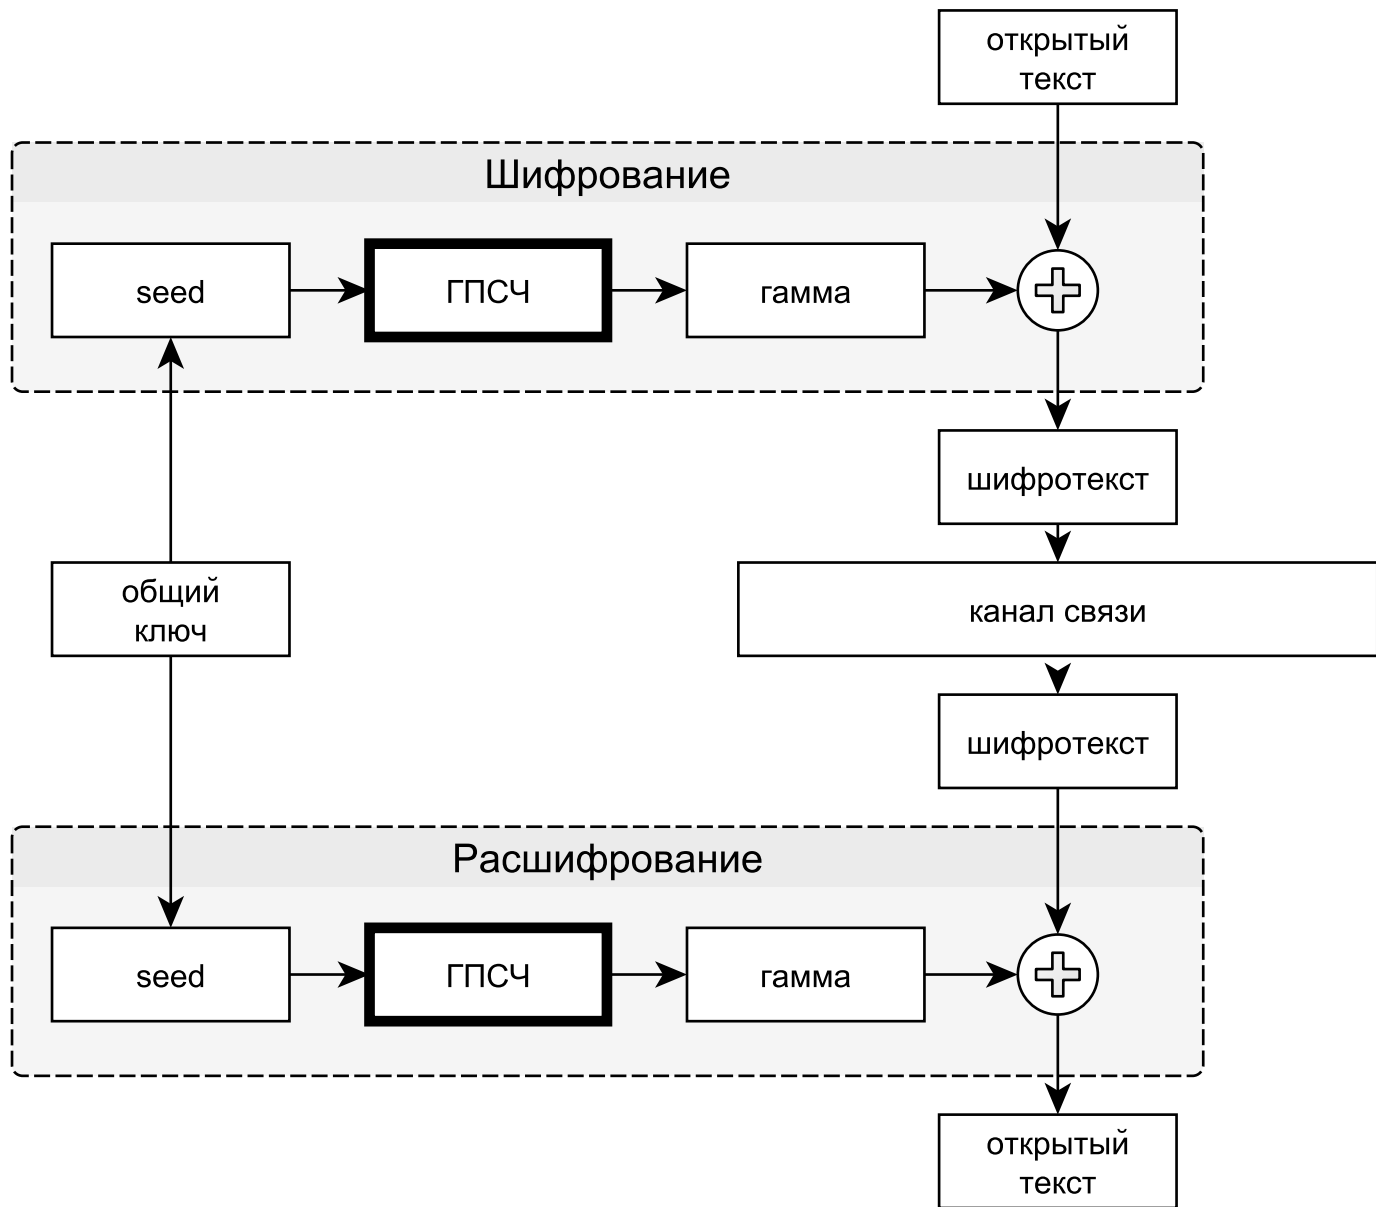 открытый
текст
Шифрование
seed
ГПСЧ
гамма
шифротекст
общий
ключ
канал связи
шифротекст
Расшифрование
seed
ГПСЧ
гамма
открытый
текст